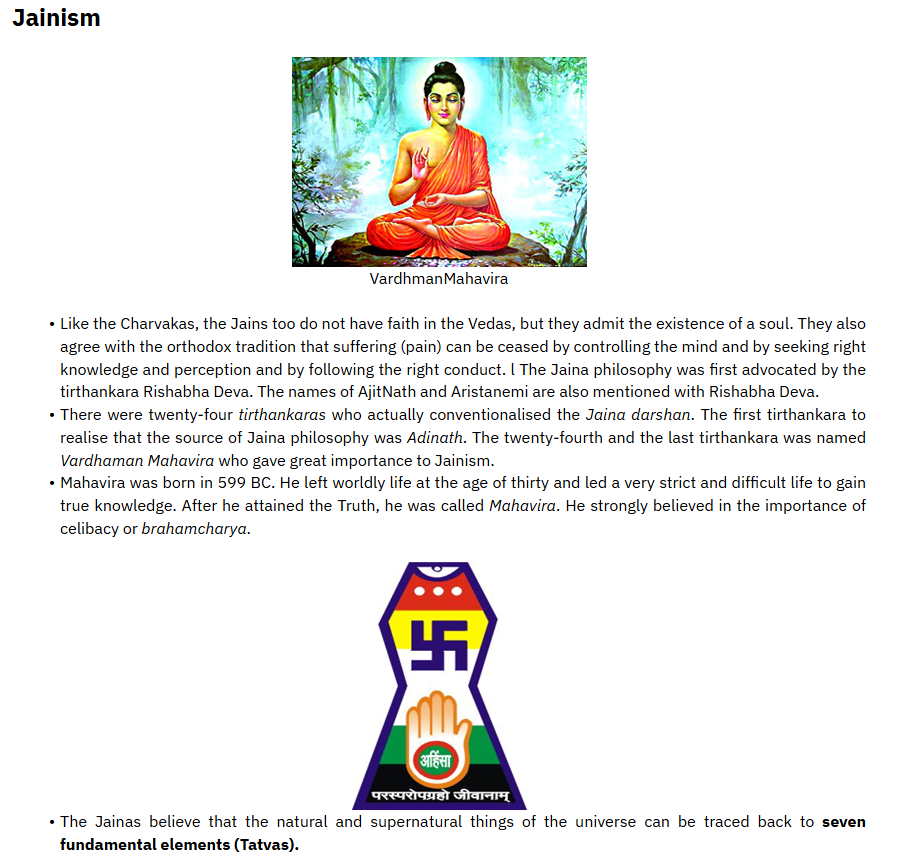 Jainism
VardhmanMahavira
• Like the Charvakas, the Jains too do not have faith in the Vedas, but they admit the existence of a soul. They also
agree with the orthodox tradition that suffering (pain) can be ceased by controlling the mind and by seeking right
knowledge and perception and by following the right conduct. l The Jaina philosophy was first advocated by the
tirthankara Rishabha Deva. The names of AjitNath and Aristanemi are also mentioned with Rishabha Deva.
• There were twenty-four tirthankaras who actually conventionalised the Jaina darshan. The first tirthankara to
realise that the source of Jaina philosophy was Adinath. The twenty-fourth and the last tirthankara was named
Vardhaman Mahavira who gave great importance to Jainism.
• Mahavira was born in 599 BC. He left worldly life at the age of thirty and led a very strict and difficult life to gain
true knowledge. After he attained the Truth, he was called Mahavira. He strongly believed in the importance of
celibacy or brahamcharya.
अहिंसा
परस्परोपग्रहो जीवानाम्
• The Jainas believe that the natural and supernatural things of the universe can be traced back to seven
fundamental elements (Tatvas).